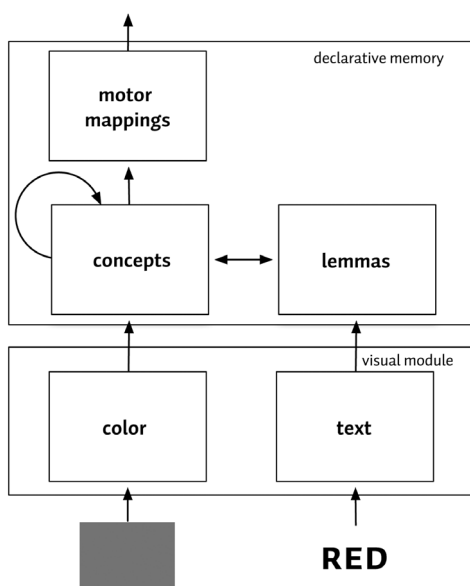 declarative memory
motor
mappings
concepts
lemmas
visual module
color
text
RED